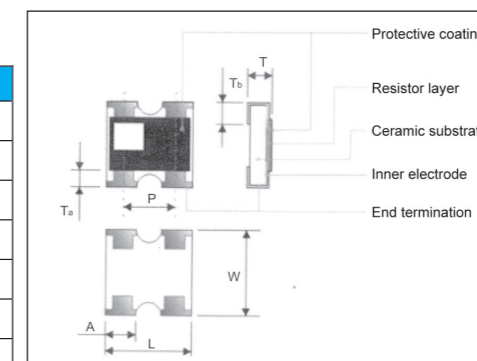 Protective coatin
T
Tb
Resistor layer
Ceramic substrat
Inner electrode
P
Ta
End termination
W
A
L